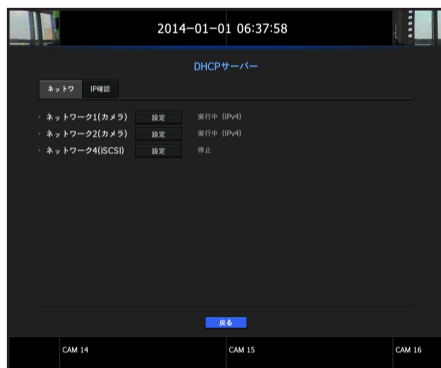 2014-01-01 06:37:58
DHCPサーバー
ネットワ IP確認
・ ネットワーク1(カメラ) 設定 実行中 (IPv4)
・ ネットワーク2(カメラ) 設定 実行中 (IPv4)
・ ネットワーク4(iSCSI) 設定 停止
戻る
CAM 14 CAM 15 CAM 16